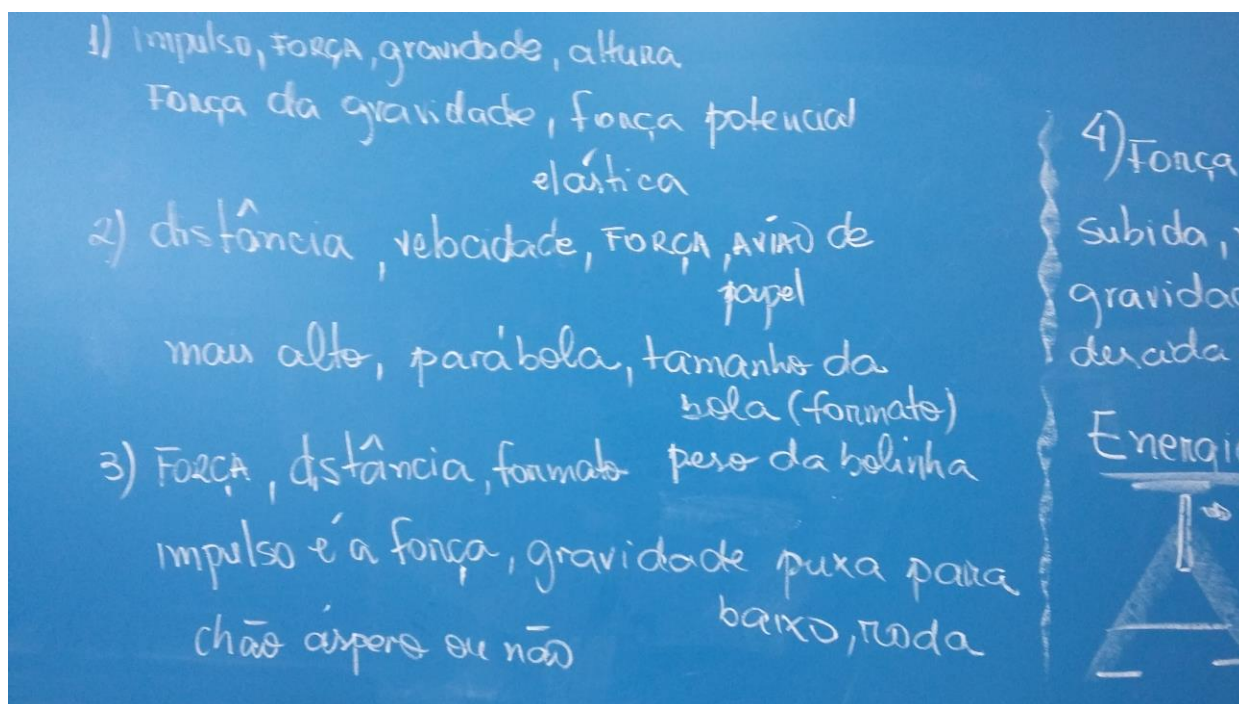 1) impulso, FORÇA, gravidade, altura
Força da gravidade, força potencial
elástica
2) distância, velocidade, FORÇA, AVIÃO de
papel
mais alto, parábola, tamanho da
bola (formato)
3) FORÇA, distância, formato peso da bolinha
impulso é a força, gravidade puxa para
baixo, roda
chão áspero ou não
4) Força
subida,
gravidad
descida
Energi